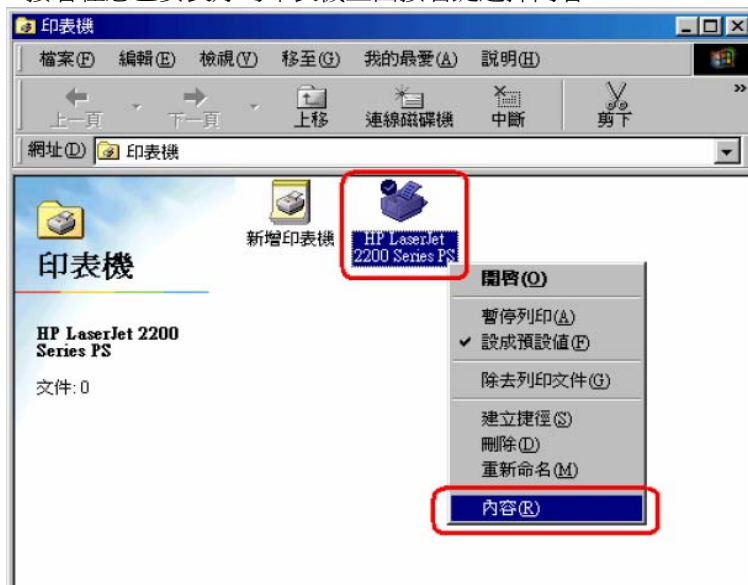 印表機
檔案(F) 編輯(E) 檢視(V) 移至(G) 我的最愛(A) 說明(H)
上一頁 下一頁 上移 連線磁碟機 中斷 剪下 »
網址(D) 印表機
印表機
HP LaserJet 2200
Series PS
文件: 0
新增印表機
HP LaserJet
2200 Series PS
開啓(O)
暫停列印(A)
設成預設值(F)
除去列印文件(G)
建立捷徑(S)
刪除(D)
重新命名(M)
內容(R)